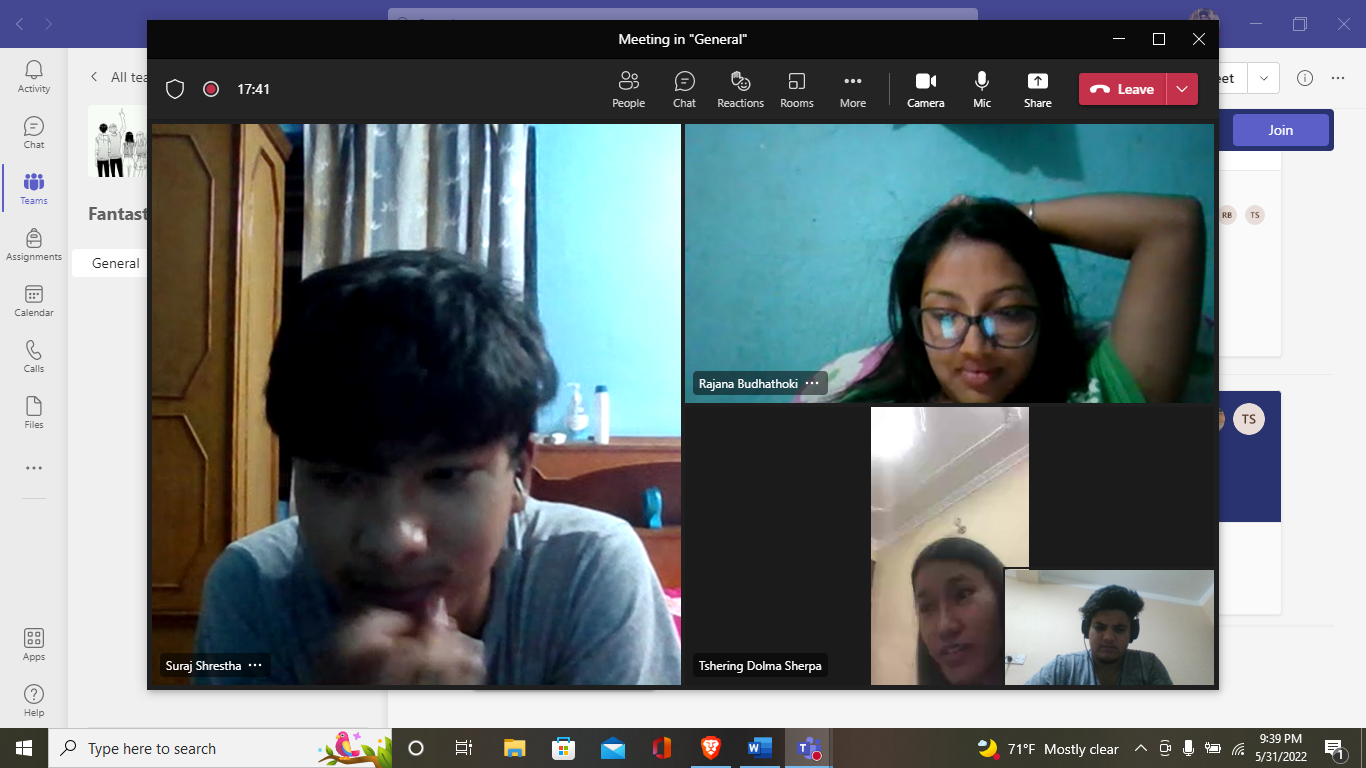 Meeting in "General"
17:41
People
Chat
Reactions
Rooms
More
Camera
Mic
Share
Leave
Activity
Chat
Teams
Assignments
Calendar
Calls
Files
Apps
Help
All tea
Fantast
General
eet
Join
RB
TS
TS
Rajana Budhathoki
Suraj Shrestha
Tshering Dolma Sherpa
Type here to search
71°F Mostly clear
9:39 PM
5/31/2022
1